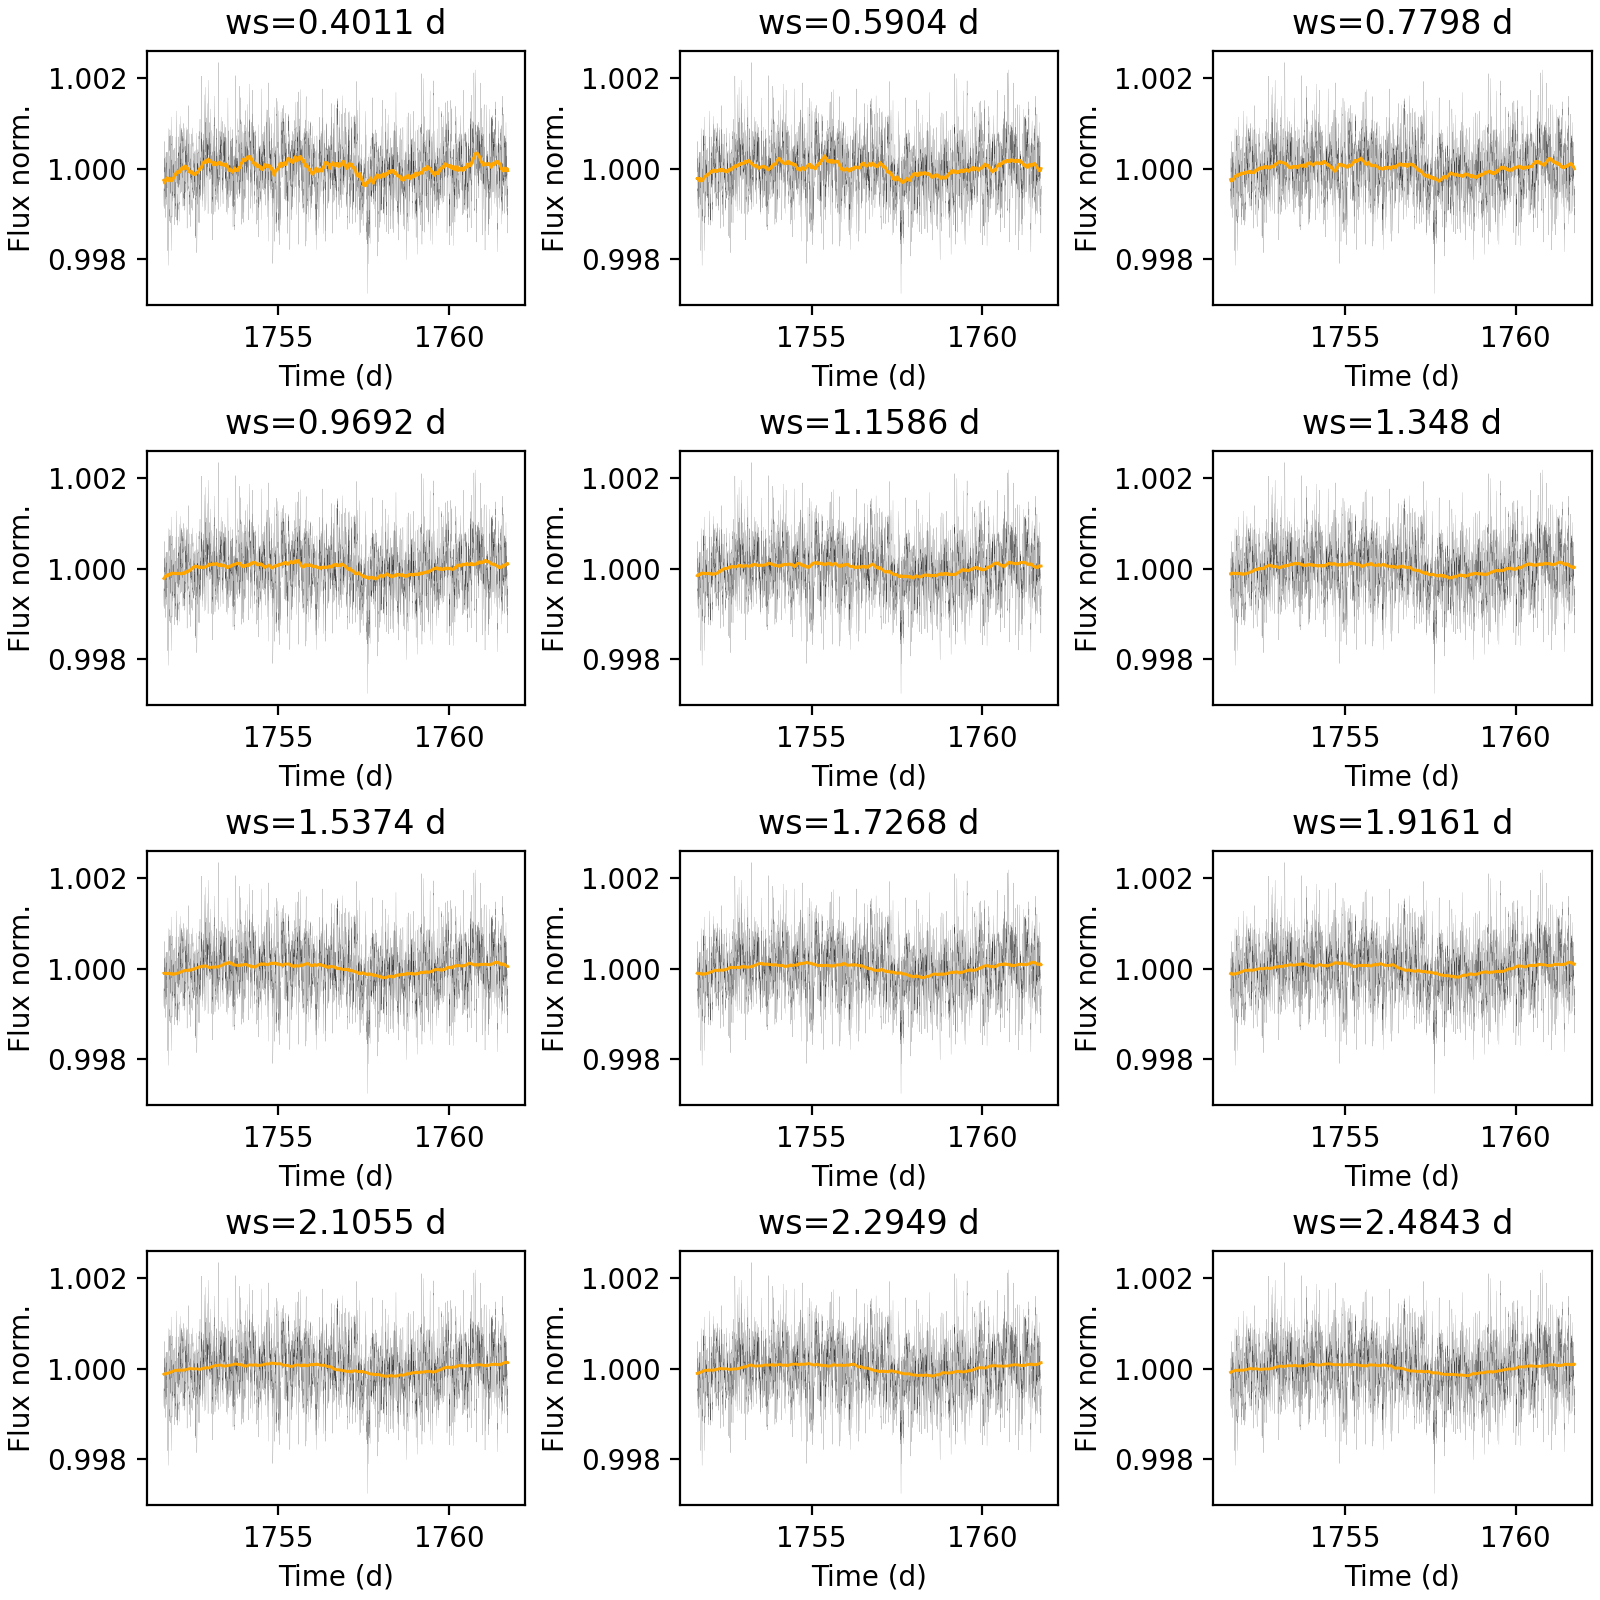 ws=0.4011 d
ws=0.5904 d
ws=0.7798 d
Flux norm.
1.002
1.000
0.998
1755
1760
Time (d)
Flux norm.
1.002
1.000
0.998
1755
1760
Time (d)
Flux norm.
1.002
1.000
0.998
1755
1760
Time (d)
ws=0.9692 d
ws=1.1586 d
ws=1.348 d
Flux norm.
1.002
1.000
0.998
1755
1760
Time (d)
Flux norm.
1.002
1.000
0.998
1755
1760
Time (d)
Flux norm.
1.002
1.000
0.998
1755
1760
Time (d)
ws=1.5374 d
ws=1.7268 d
ws=1.9161 d
Flux norm.
1.002
1.000
0.998
1755
1760
Time (d)
Flux norm.
1.002
1.000
0.998
1755
1760
Time (d)
Flux norm.
1.002
1.000
0.998
1755
1760
Time (d)
ws=2.1055 d
ws=2.2949 d
ws=2.4843 d
Flux norm.
1.002
1.000
0.998
1755
1760
Time (d)
Flux norm.
1.002
1.000
0.998
1755
1760
Time (d)
Flux norm.
1.002
1.000
0.998
1755
1760
Time (d)